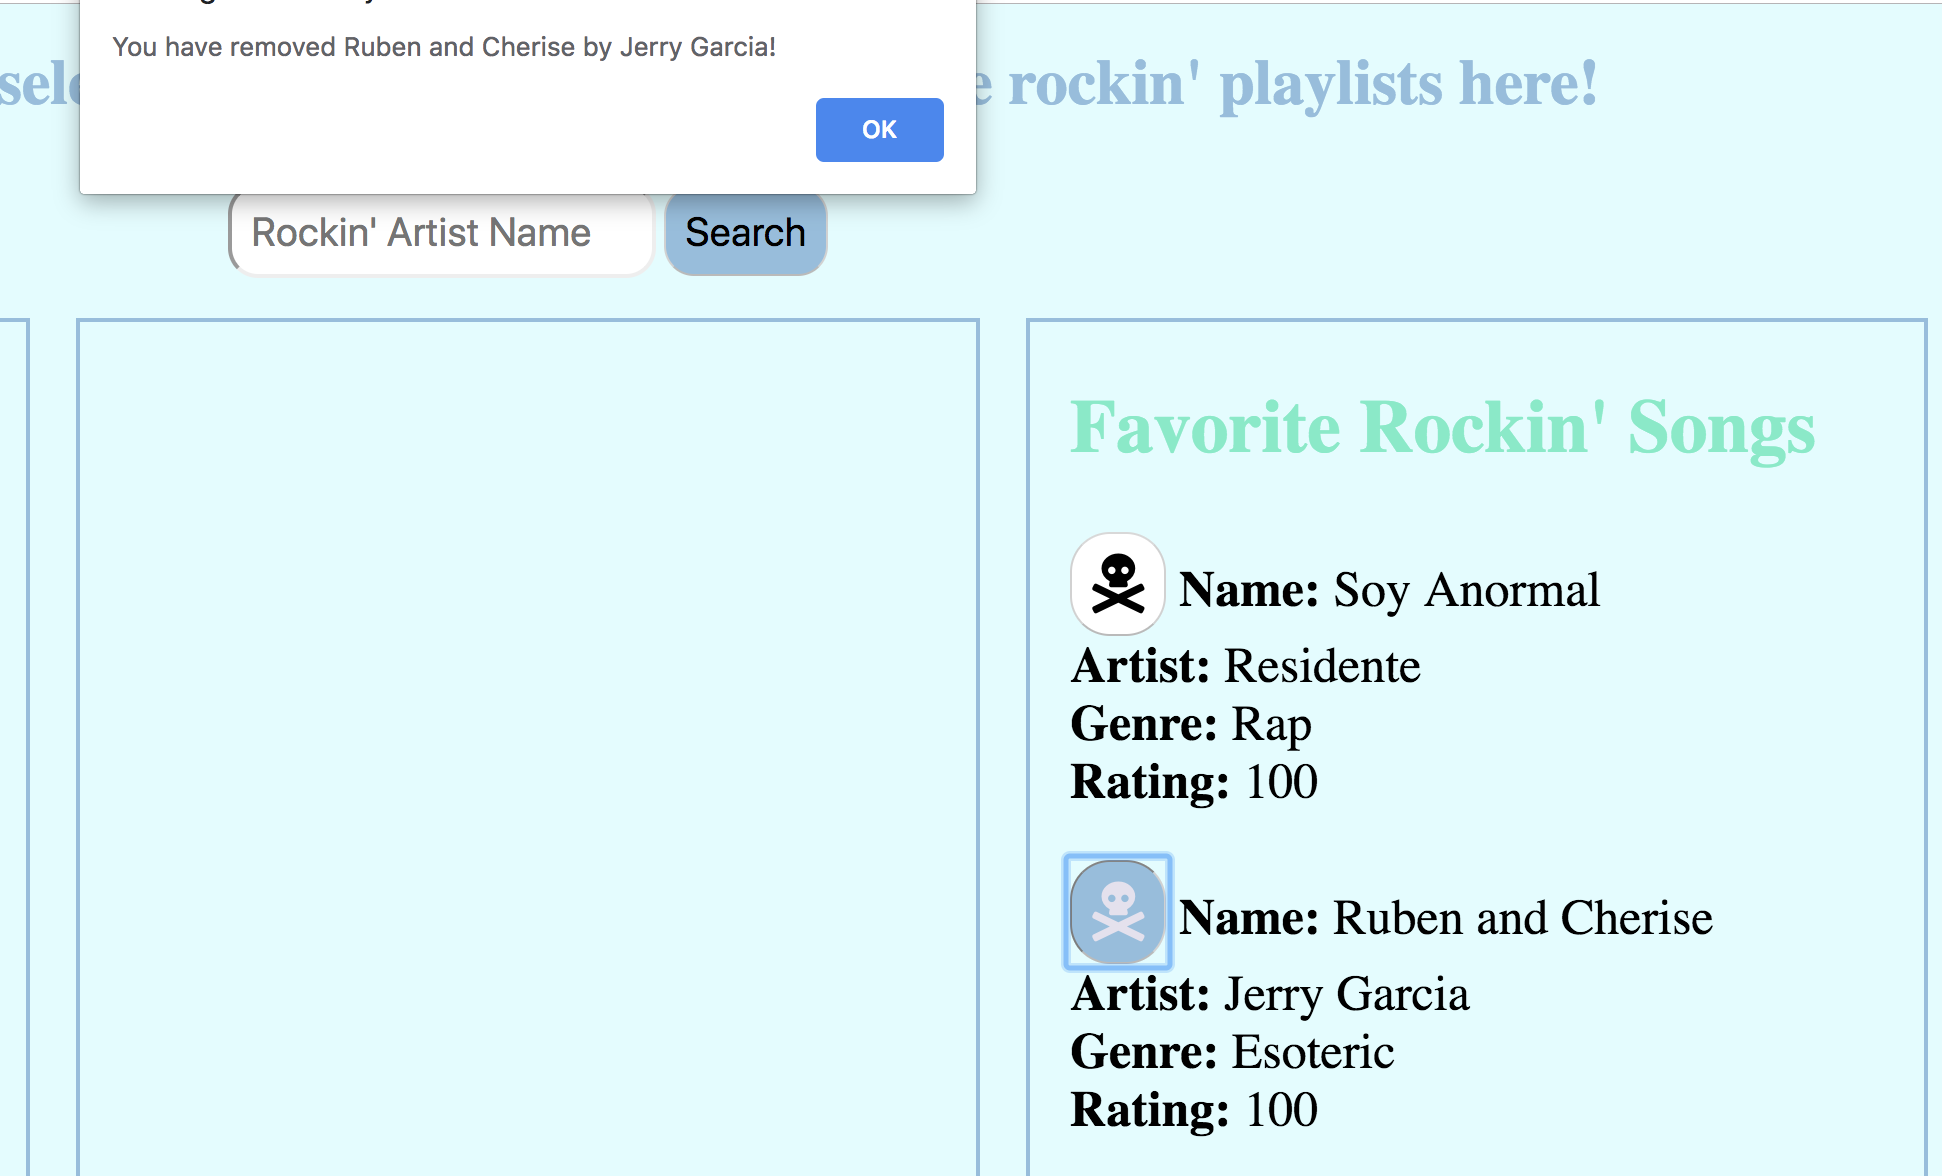 You have removed Ruben and Cherise by Jerry Garcia!
rockin' playlists here!
OK
Rockin' Artist Name
Search
Favorite Rockin' Songs
Name: Soy Anormal
Artist: Residente
Genre: Rap
Rating: 100
Name: Ruben and Cherise
Artist: Jerry Garcia
Genre: Esoteric
Rating: 100